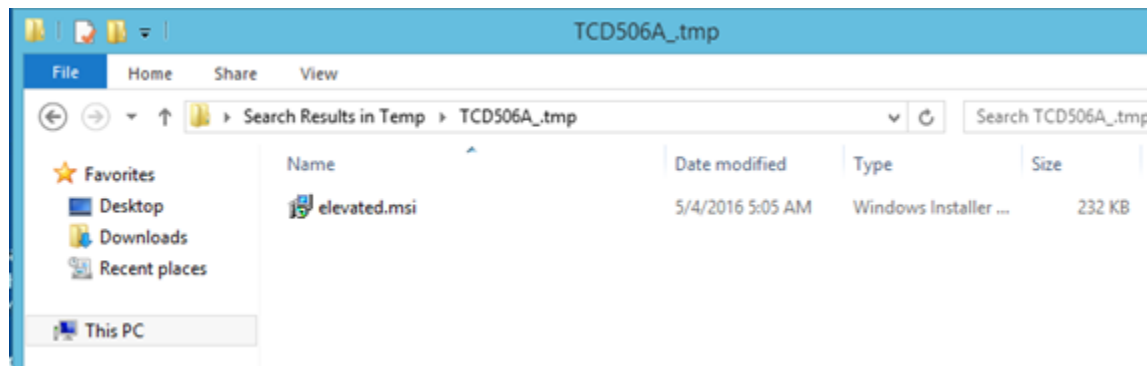 TCD506A_.tmp
File Home Share View
Search Results in Temp TCD506A_.tmp Search TCD506A_.tmp
Name Date modified Type Size
Favorites
Desktop elevated.msi 5/4/2016 5:05 AM Windows Installer ... 232 KB
Downloads
Recent places
This PC